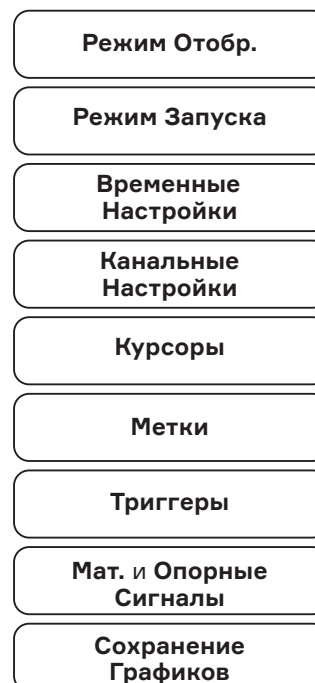 Режим Отобр.
Режим Запуска
Временные
Настройки
Канальные
Настройки
Курсоры
Метки
Триггеры
Мат. и Опорные
Сигналы
Сохранение
Графиков